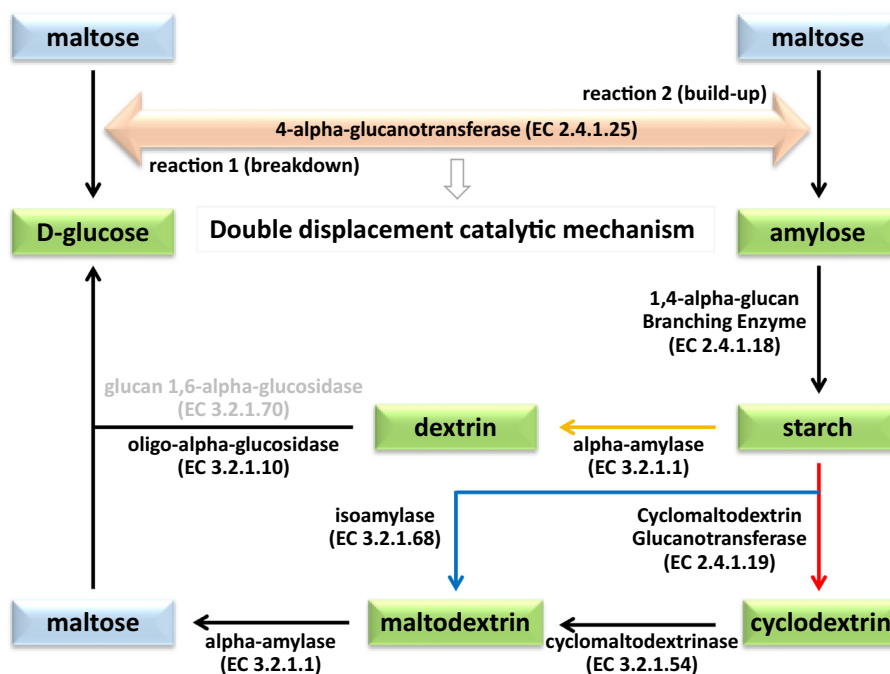 maltose
maltose
reaction 2 (build-up)
4-alpha-glucanotransferase (EC 2.4.1.25)
reaction 1 (breakdown)
D-glucose
Double displacement catalytic mechanism
amylose
1,4-alpha-glucan
Branching Enzyme
(EC 2.4.1.18)
glucan 1,6-alpha-glucosidase
(EC 3.2.1.70)
oligo-alpha-glucosidase
(EC 3.2.1.10)
dextrin
alpha-amylase
(EC 3.2.1.1)
starch
isoamylase
(EC 3.2.1.68)
Cyclomaltodextrin
Glucanotransferase
(EC 2.4.1.19)
maltose
alpha-amylase
(EC 3.2.1.1)
maltodextrin
cyclomaltodextrinase
(EC 3.2.1.54)
cyclodextrin